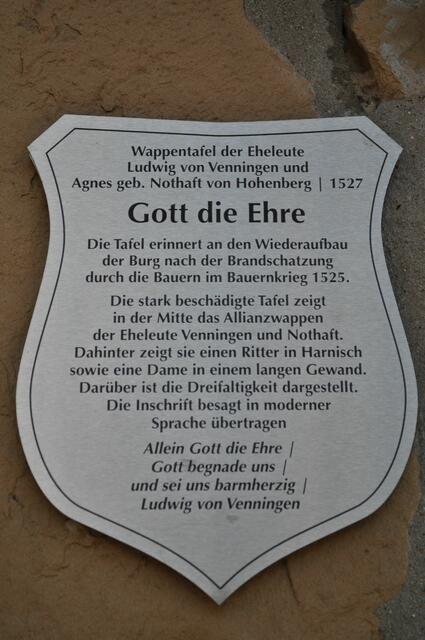 Wappentafel der Eheleute
Ludwig von Venningen und
Agnes geb. Nothaft von Hohenberg | 1527
Gott die Ehre
Die Tafel erinnert an den Wiederaufbau
der Burg nach der Brandschatzung
durch die Bauern im Bauernkrieg 1525.
Die stark beschädigte Tafel zeigt
in der Mitte das Allianzwappen
der Eheleute Venningen und Nothaft.
Dahinter zeigt sie einen Ritter in Harnisch
sowie eine Dame in einem langen Gewand.
Darüber ist die Dreifaltigkeit dargestellt.
Die Inschrift besagt in moderner
Sprache übertragen
Allein Gott die Ehre |
Gott begnade uns |
und sei uns barmherzig |
Ludwig von Venningen